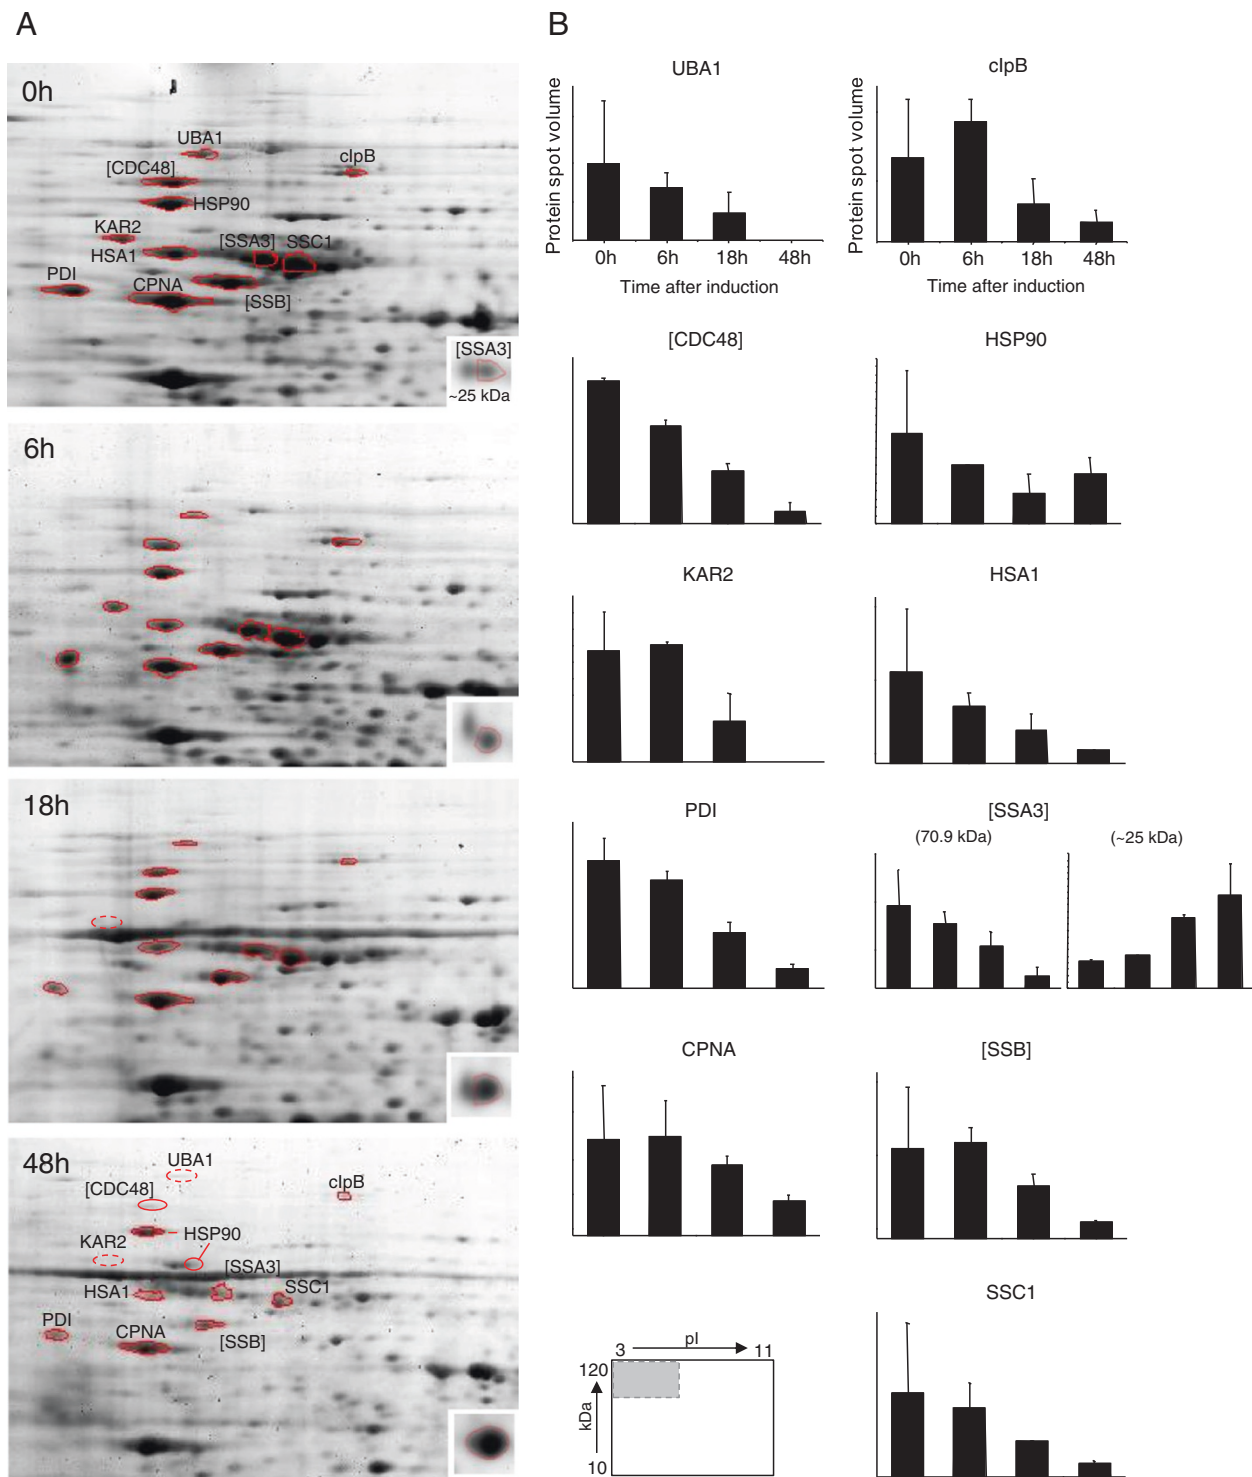 A
0h
UBA1
[CDC48]
clpB
HSP90
KAR2
[SSA3]
SSC1
HSA1
PDI
CPNA
[SSB]
[SSA3]
~25 kDa
6h
18h
48h
UBA1
[CDC48]
clpB
HSP90
KAR2
[SSA3]
HSA1
SSC1
PDI
CPNA
[SSB]
B
UBA1
Protein spot volume
0h 6h 18h 48h
Time after induction
clpB
Protein spot volume
0h 6h 18h 48h
Time after induction
[CDC48]
HSP90
KAR2
HSA1
PDI
[SSA3]
(70.9 kDa)
(~25 kDa)
CPNA
[SSB]
SSC1
pI
3 11
120
kDa
10